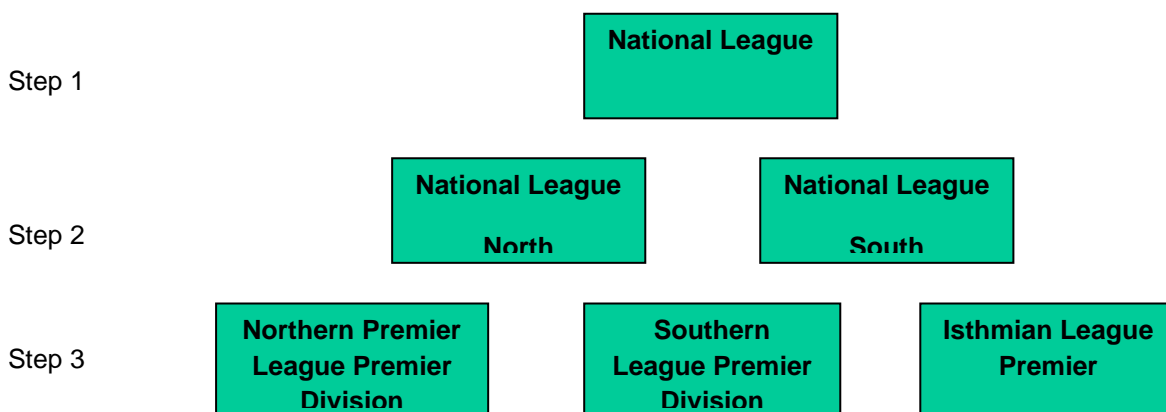 National League
Step 1
National League National League
Step 2
North South
Northern Premier Southern Isthmian League
Step 3
League Premier League Premier Premier
Division Division